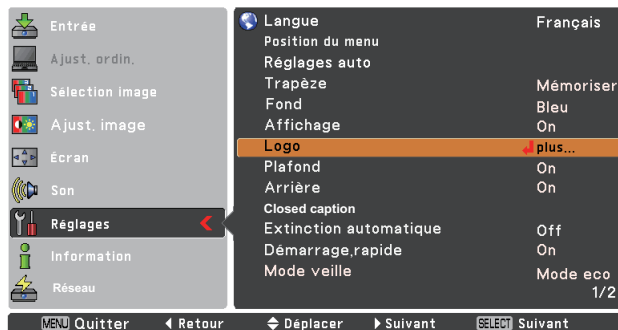 Entrée
Ajust. ordin.
Sélection image
Ajust. image
Écran
Son
Réglages
Information
Réseau
Langue Français
Position du menu
Réglages auto
Trapèze Mémoriser
Fond Bleu
Affichage On
Logo plus...
Plafond On
Arrière On
Closed caption
Extinction automatique Off
Démarrage,rapide On
Mode veille Mode eco
1/2
MENU Quitter Retour Déplacer Suivant SELECT Suivant